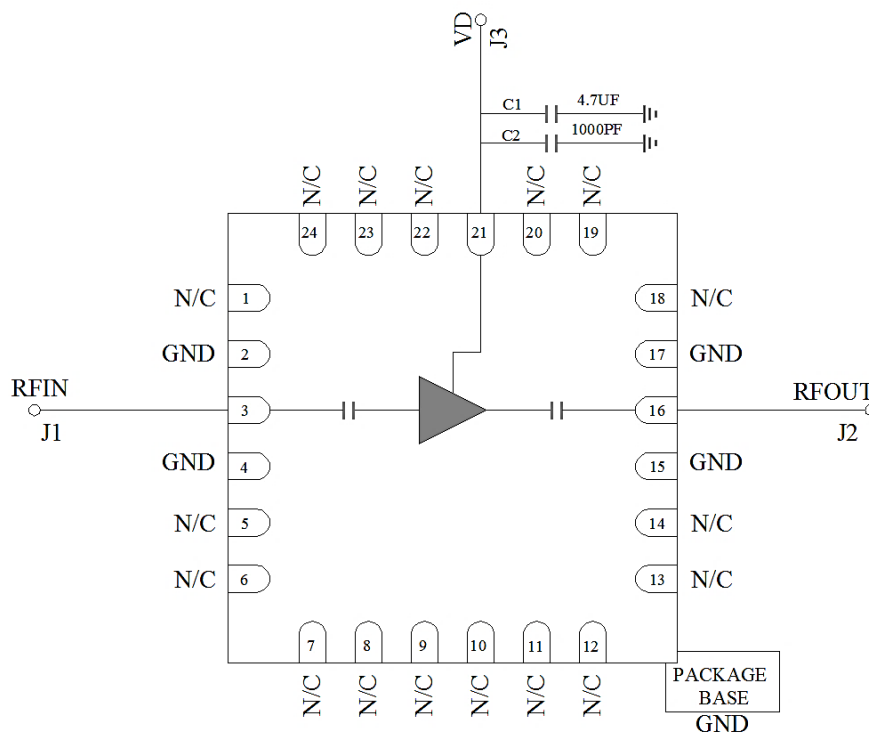 VD
J3
C1 4.7UF
C2 1000PF
N/C N/C N/C N/C N/C
24 23 22 21 20 19
N/C 1 18 N/C
GND 2 17 GND
RFIN 3 16 RFOUT
J1 J2
GND 4 15 GND
N/C 5 14 N/C
N/C 6 13 N/C
7 8 9 10 11 12
N/C N/C N/C N/C N/C N/C
PACKAGE
BASE
GND